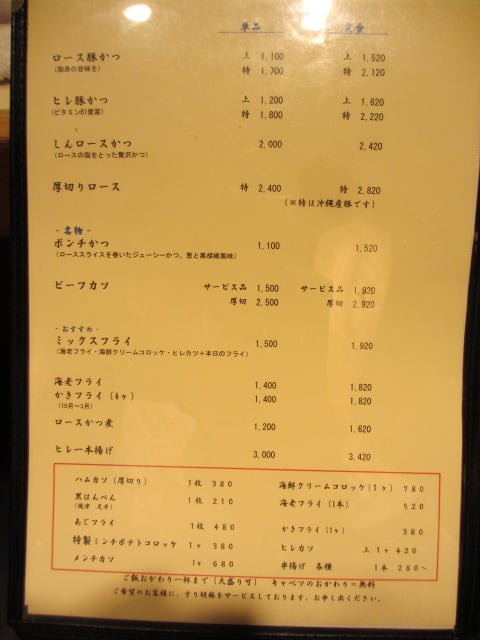 単品 定食
ロース豚かつ 上 1,100 上 1,520
(脂身の旨味を) 特 1,700 特 2,120
ヒレ豚かつ 上 1,200 上 1,620
(ビタミンB1豊富) 特 1,800 特 2,220
しんロースかつ 2,000 2,420
(ロースの脂をとった贅沢かつ)
厚切りロース 特 2,400 特 2,820
(※特は沖縄産豚です)
- 名物 -
ポンチかつ 1,100 1,520
(ローススライスを巻いたジューシーかつ、葱と黒胡椒風味)
ビーフカツ サービス品 1,500 サービス品 1,920
厚切 2,500 厚切 2,920
- おすすめ -
ミックスフライ 1,500 1,920
(海老フライ・海鮮クリームコロッケ・ヒレカツ+本日のフライ)
海老フライ 1,400 1,820
かきフライ (4ヶ) 1,400 1,820
(10月~3月)
ロースかつ煮 1,200 1,620
ヒレ一本揚げ 3,000 3,420
ハムカツ (厚切り) 1枚 380 海鮮クリームコロッケ(1ヶ) 780
黒はんぺん 1枚 210 海老フライ (1本) 520
(焼津 足平)
あじフライ 1枚 480 かきフライ (1ヶ) 380
特製ミンチポテトコロッケ 1ヶ 380 ヒレカツ 上 1ヶ 420
メンチカツ 1ヶ 680 串揚げ 各種 1本 280~
ご飯おかわり一杯まで (大盛り可) キャベツのおかわり=無料
ご希望のお客様に、すり胡麻をサービスしております。お申し出ください。